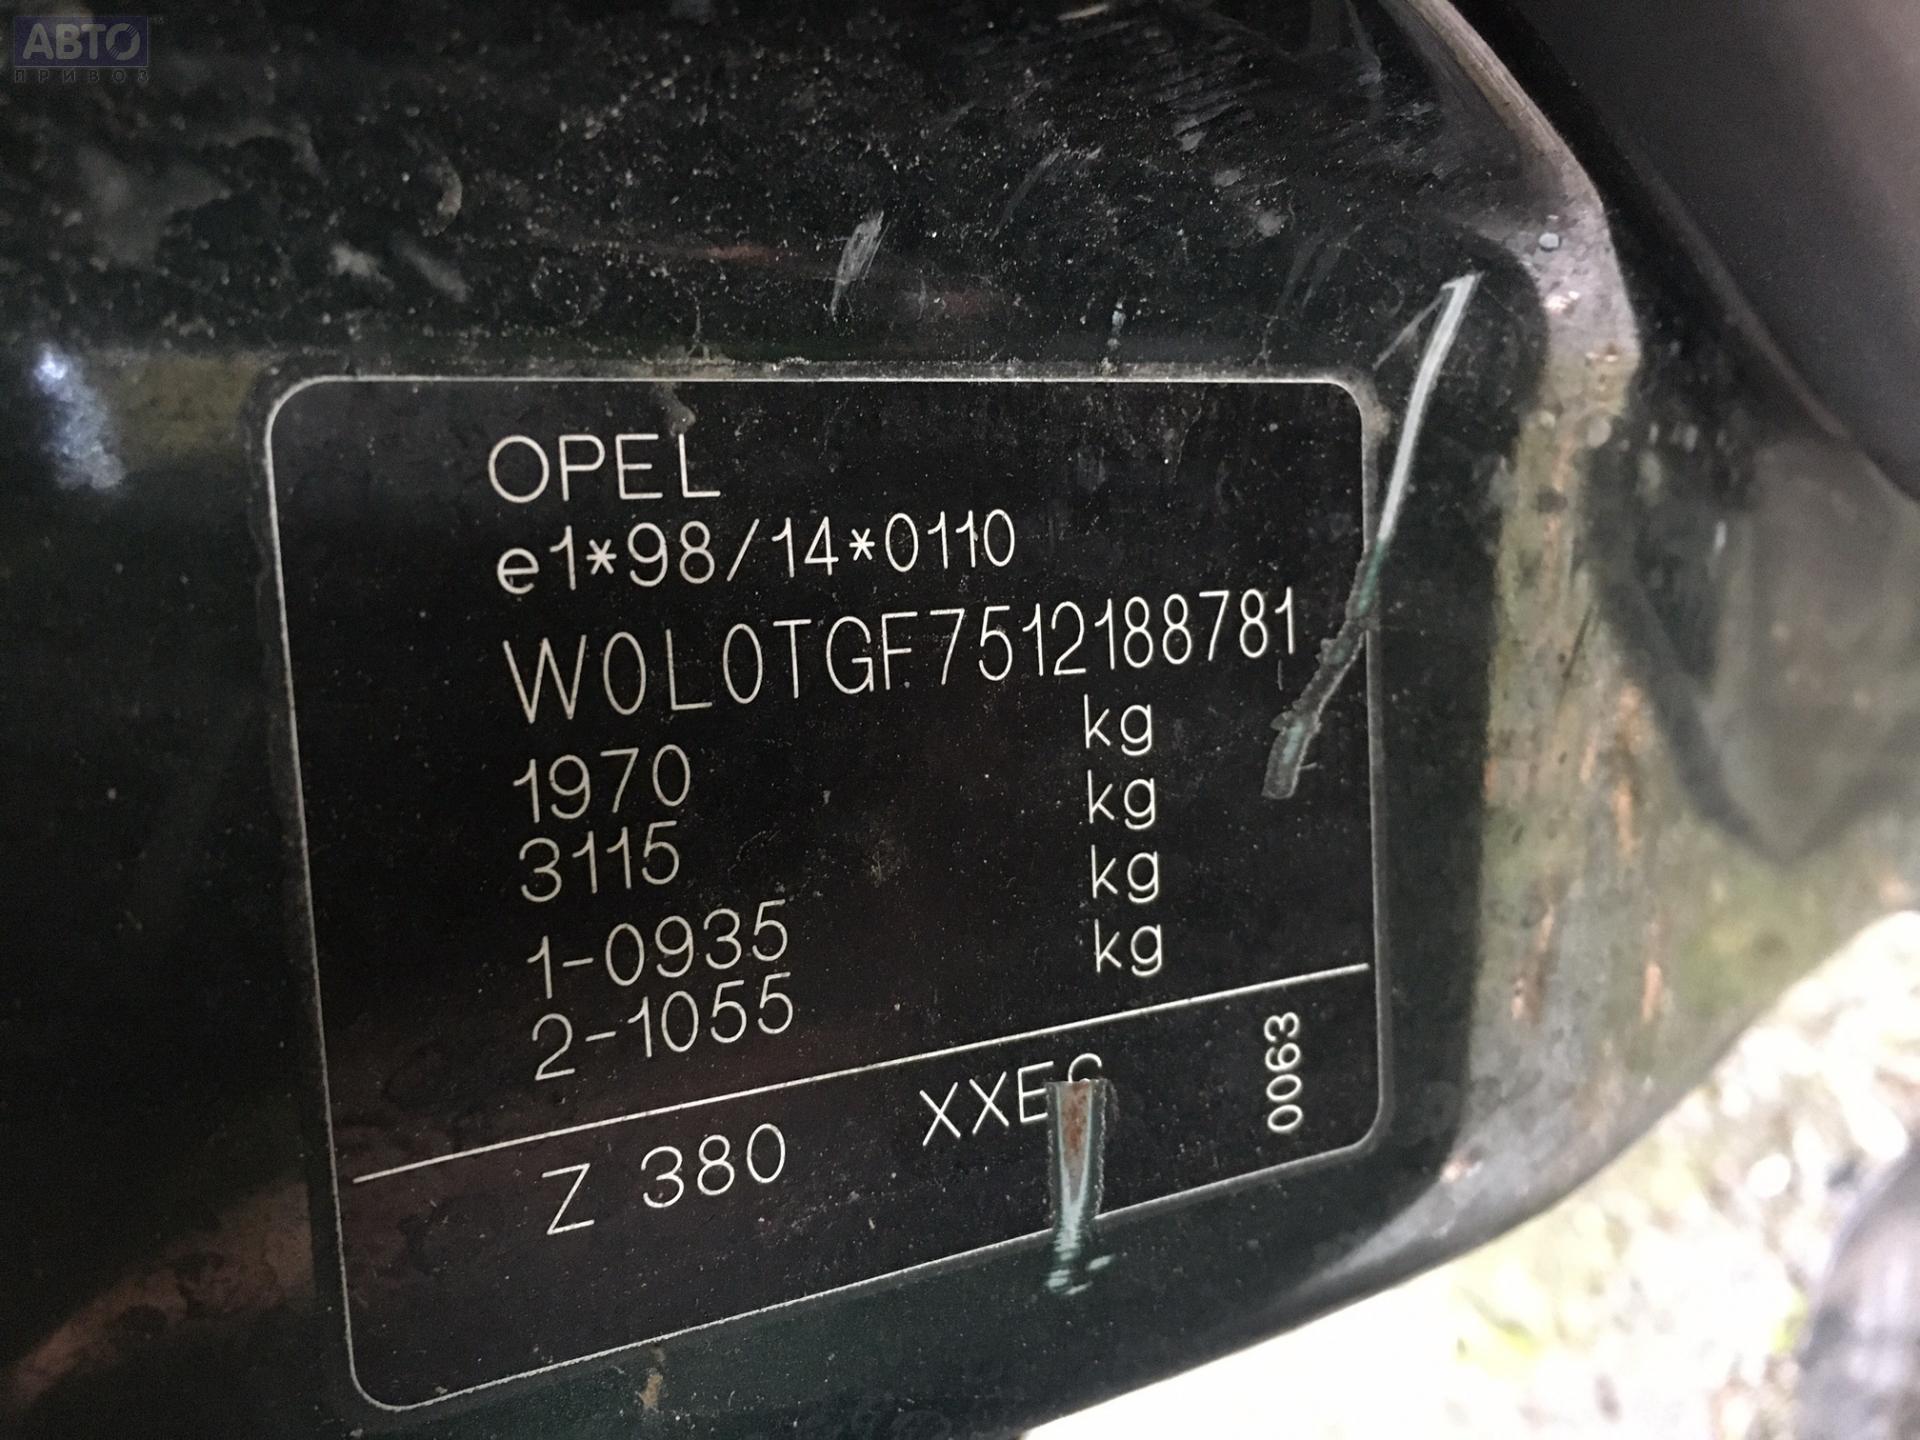 АВТО
ПРИВОЗ
OPEL
e1*98/14*0110
W0L0TGF7512188781
1970 kg
3115 kg
1-0935 kg
2-1055 kg
Z 380
0063